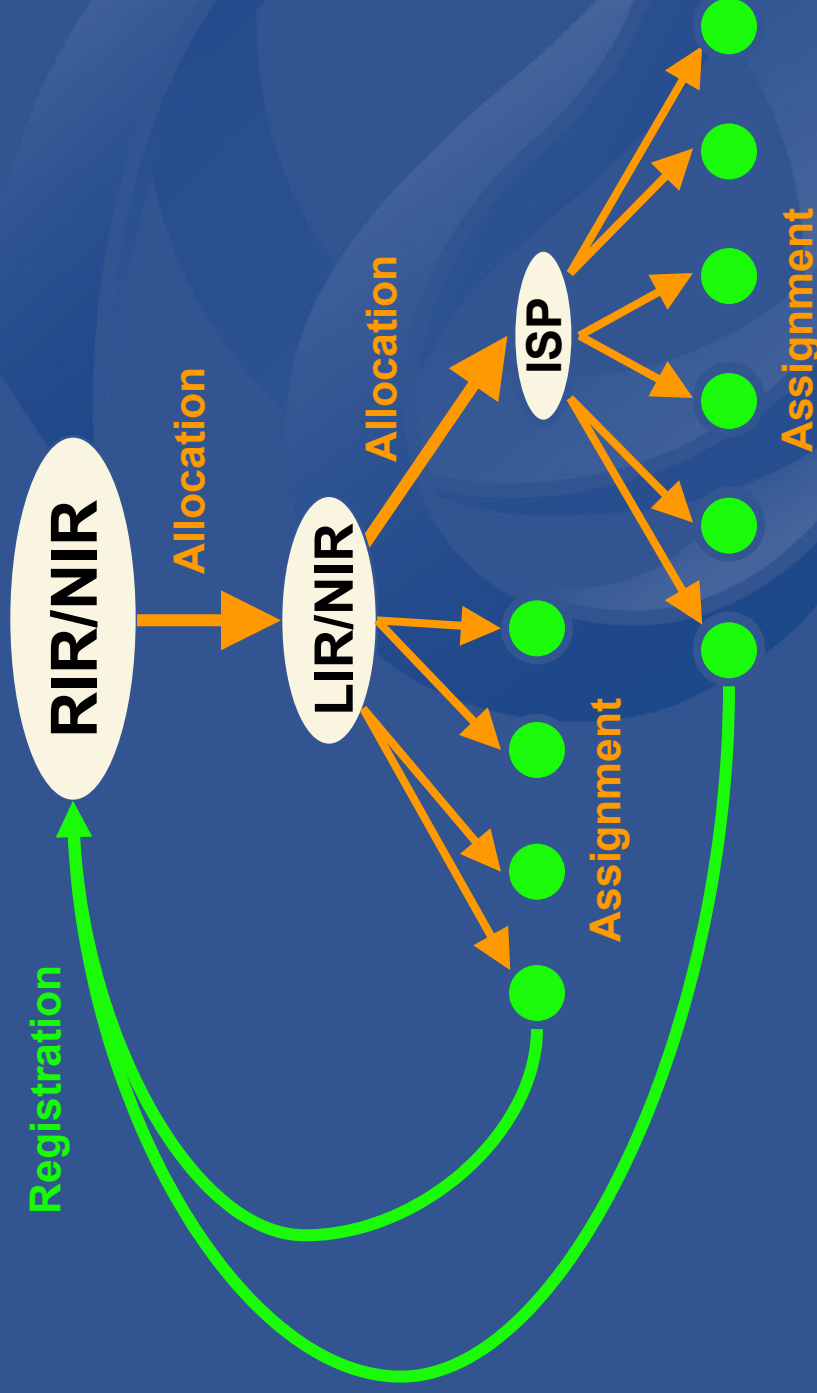 Registration
RIR/NIR
Allocation
LIR/NIR
Allocation
ISP
Assignment
Assignment